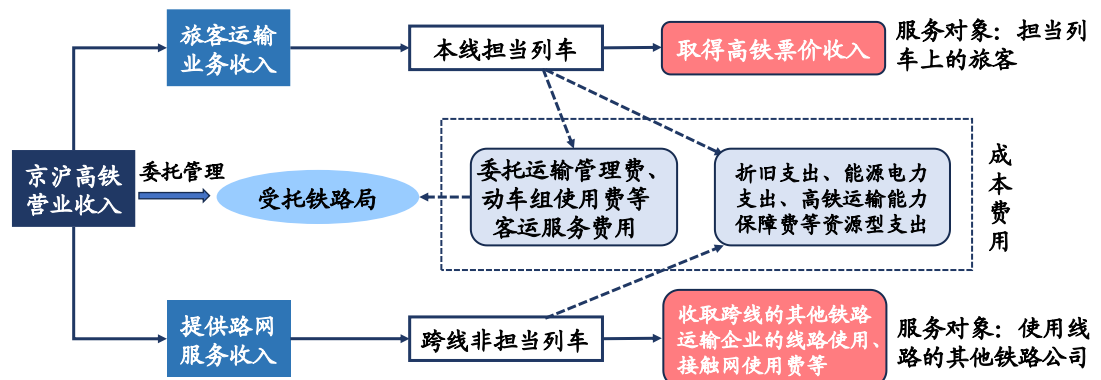 旅客运输
业务收入
本线担当列车
取得高铁票价收入
服务对象：担当列
车上的旅客
京沪高铁
营业收入
委托管理
受托铁路局
委托运输管理费、
动车组使用费等
客运服务费用
折旧支出、能源电力
支出、高铁运输能力
保障费等资源型支出
成本费用
提供路网
服务收入
跨线非担当列车
收取跨线的其他铁路
运输企业的线路使用、
接触网使用费等
服务对象：使用线
路的其他铁路公司